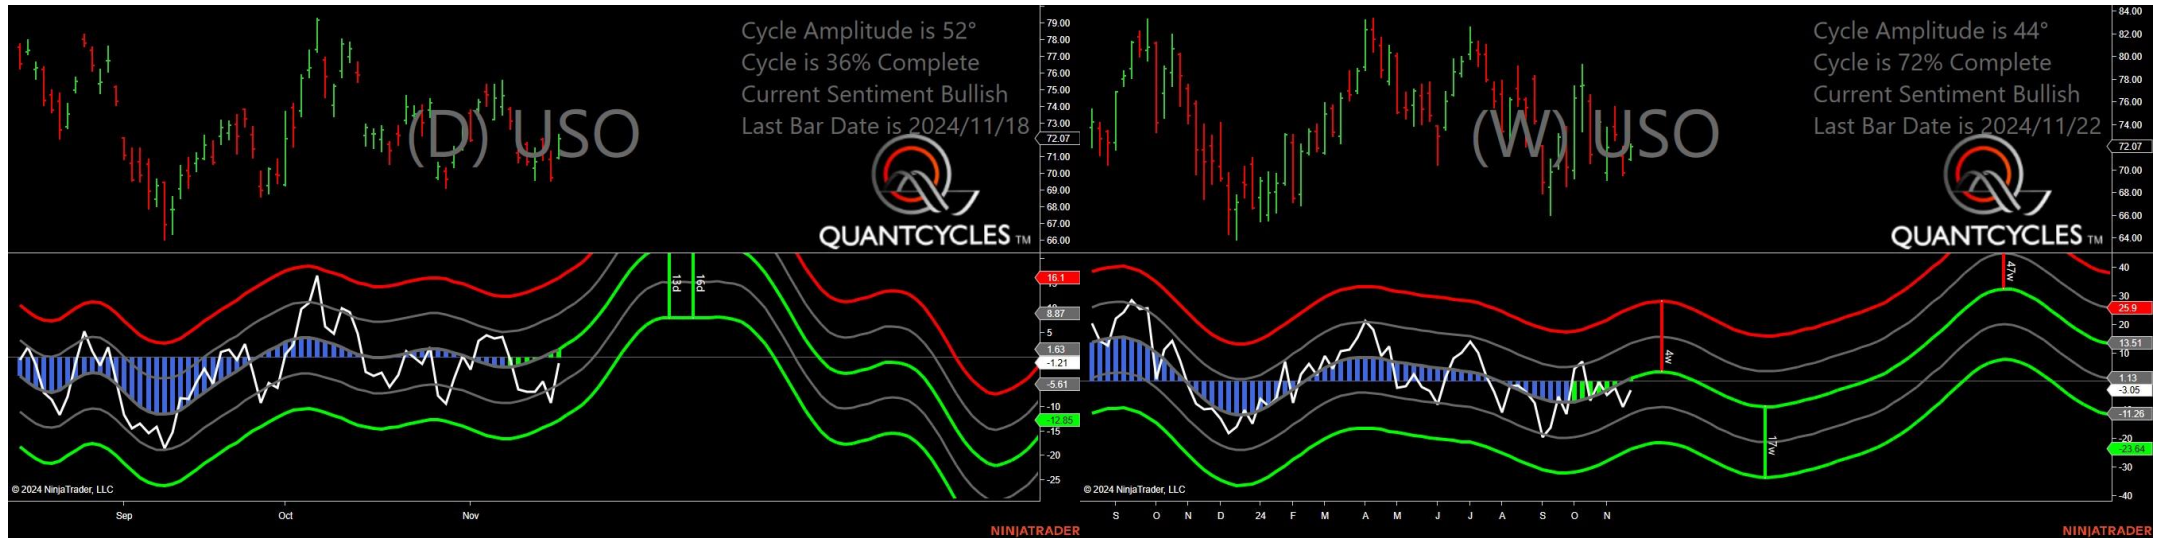 Cycle Amplitude is 52°
Cycle is 36% Complete
Current Sentiment Bullish
Last Bar Date is 2024/11/18
(D) USO
QUANTCYCLES TM
79.00
78.00
76.00
75.00
74.00
73.00
72.07
71.00
70.00
69.00
68.00
67.00
66.00
13d
16d
16.1
8.87
5
1.63
-1.21
-5.61
-10
-12.85
-15
-20
-25
© 2024 NinjaTrader, LLC
Sep
Oct
Nov
NINJATRADER
Cycle Amplitude is 44°
Cycle is 72% Complete
Current Sentiment Bullish
Last Bar Date is 2024/11/22
(W) USO
QUANTCYCLES TM
84.00
82.00
80.00
78.00
76.00
74.00
72.07
70.00
68.00
66.00
64.00
4w
17w
47w
40
30
25.9
20
13.51
10
1.13
-3.05
-11.26
-20
-23.64
-30
-40
© 2024 NinjaTrader, LLC
S O N D 24 F M A M J J A S O N
NINJATRADER